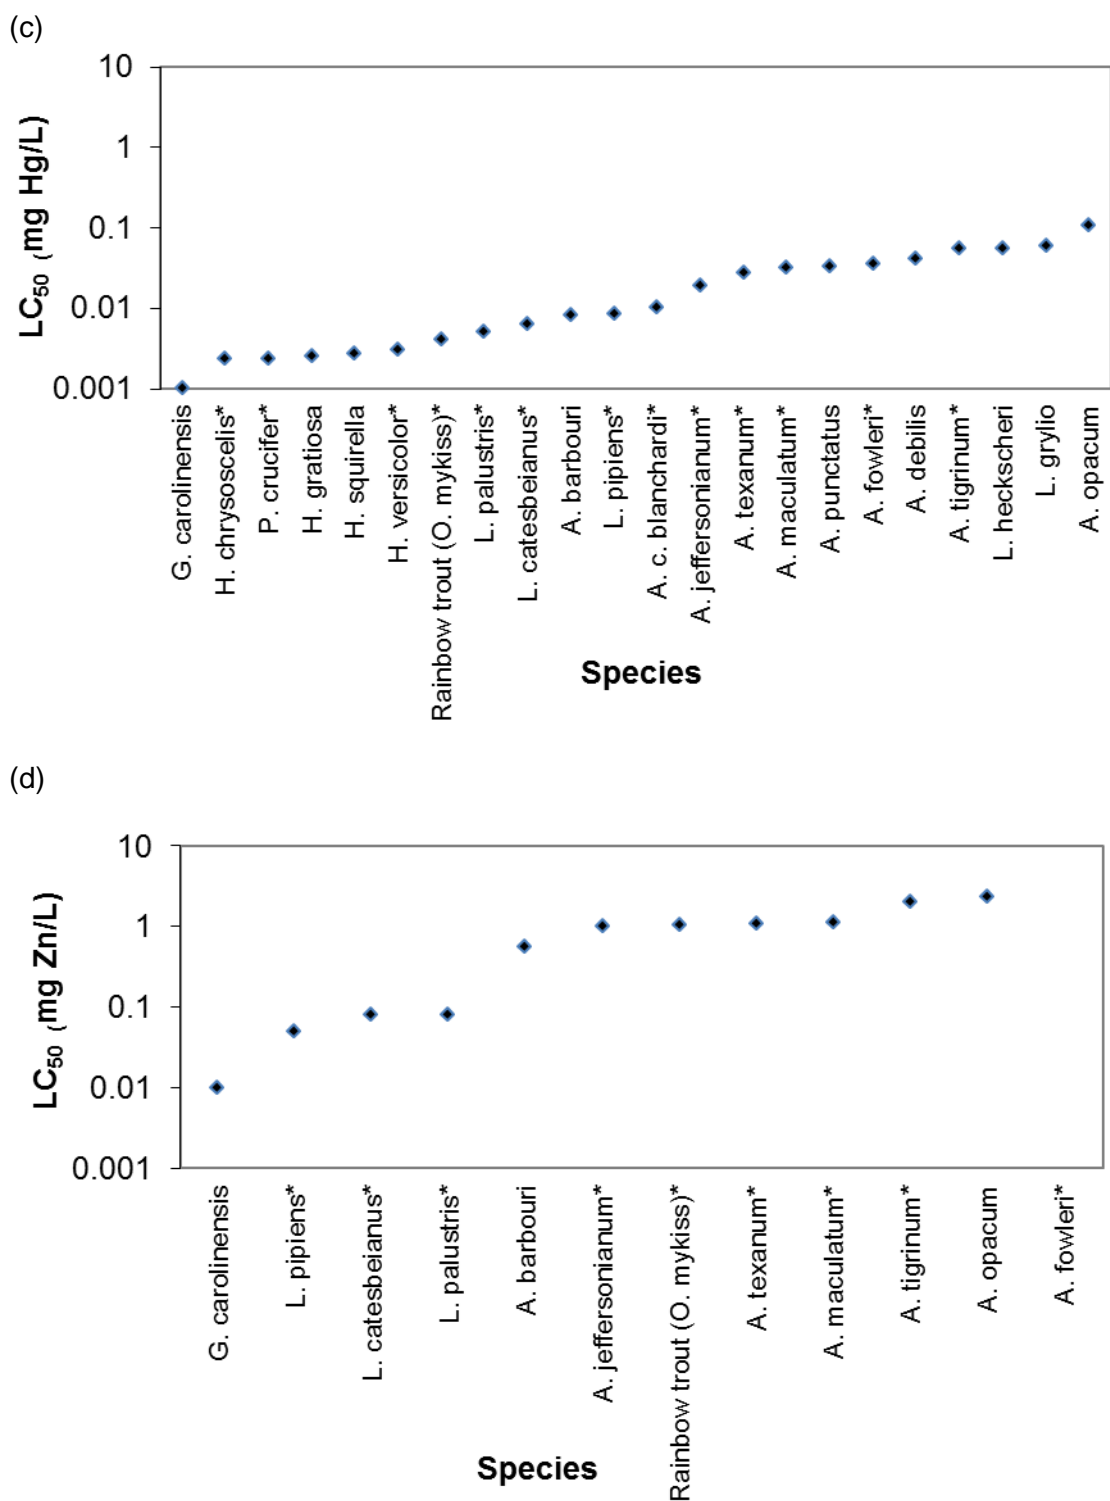 (c)
10
1
0.1
0.01
0.001
LC₅₀ (mg Hg/L)
G. carolinensis
H. chrysoscelis*
P. crucifer*
H. gratiosa
H. squirella
H. versicolor*
Rainbow trout (O. mykiss)*
L. palustris*
L. catesbeianus*
A. barbouri
L. pipiens*
A. c. blanchardi*
A. jeffersonianum*
A. texanum*
A. maculatum*
A. punctatus
A. fowleri*
A. debilis
A. tigrinum*
L. heckscheri
L. grylio
A. opacum
Species
(d)
10
1
0.1
0.01
0.001
LC₅₀ (mg Zn/L)
G. carolinensis
L. pipiens*
L. catesbeianus*
L. palustris*
A. barbouri
A. jeffersonianum*
Rainbow trout (O. mykiss)*
A. texanum*
A. maculatum*
A. tigrinum*
A. opacum
A. fowleri*
Species